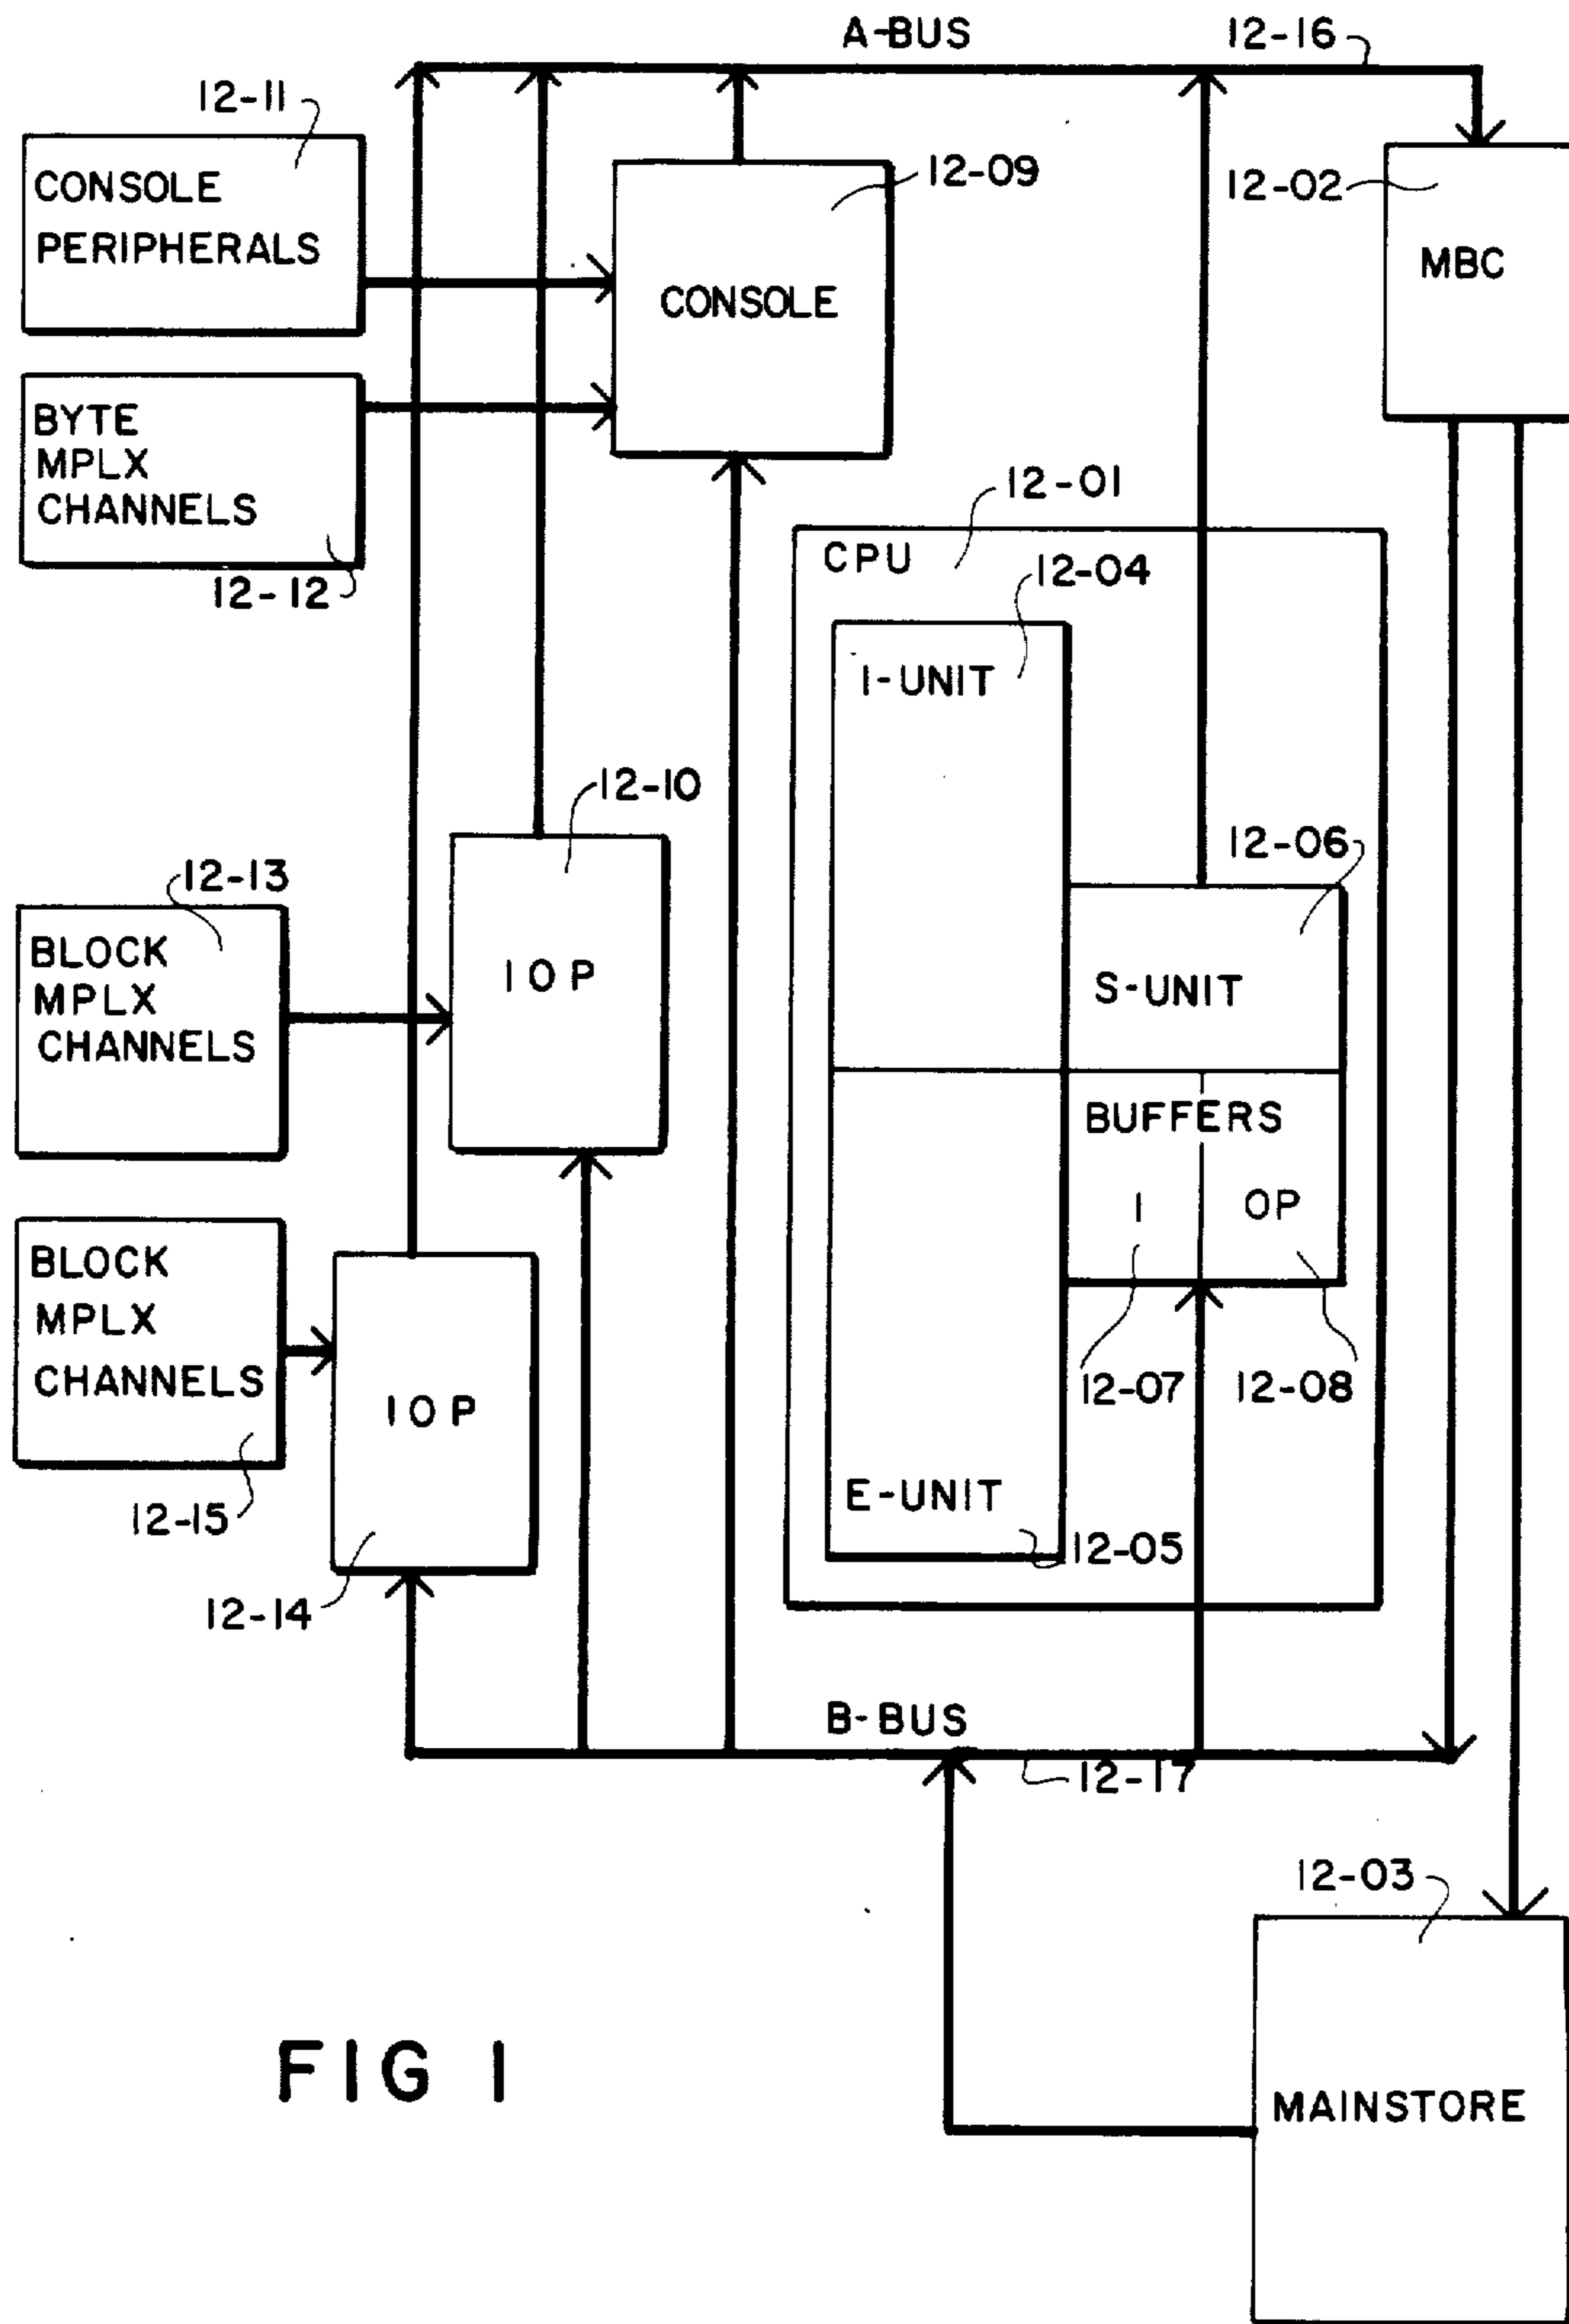 A-BUS
12-16
12-11
CONSOLE
PERIPHERALS
12-09
CONSOLE
12-02
MBC
BYTE
MPLX
CHANNELS
12-12
12-01
CPU
12-04
I-UNIT
12-10
12-06
12-13
BLOCK
MPLX
CHANNELS
IOP
S-UNIT
BUFFERS
I
OP
BLOCK
MPLX
CHANNELS
IOP
12-07
12-08
E-UNIT
12-05
12-15
12-14
B-BUS
12-17
12-03
MAINSTORE
FIG 1